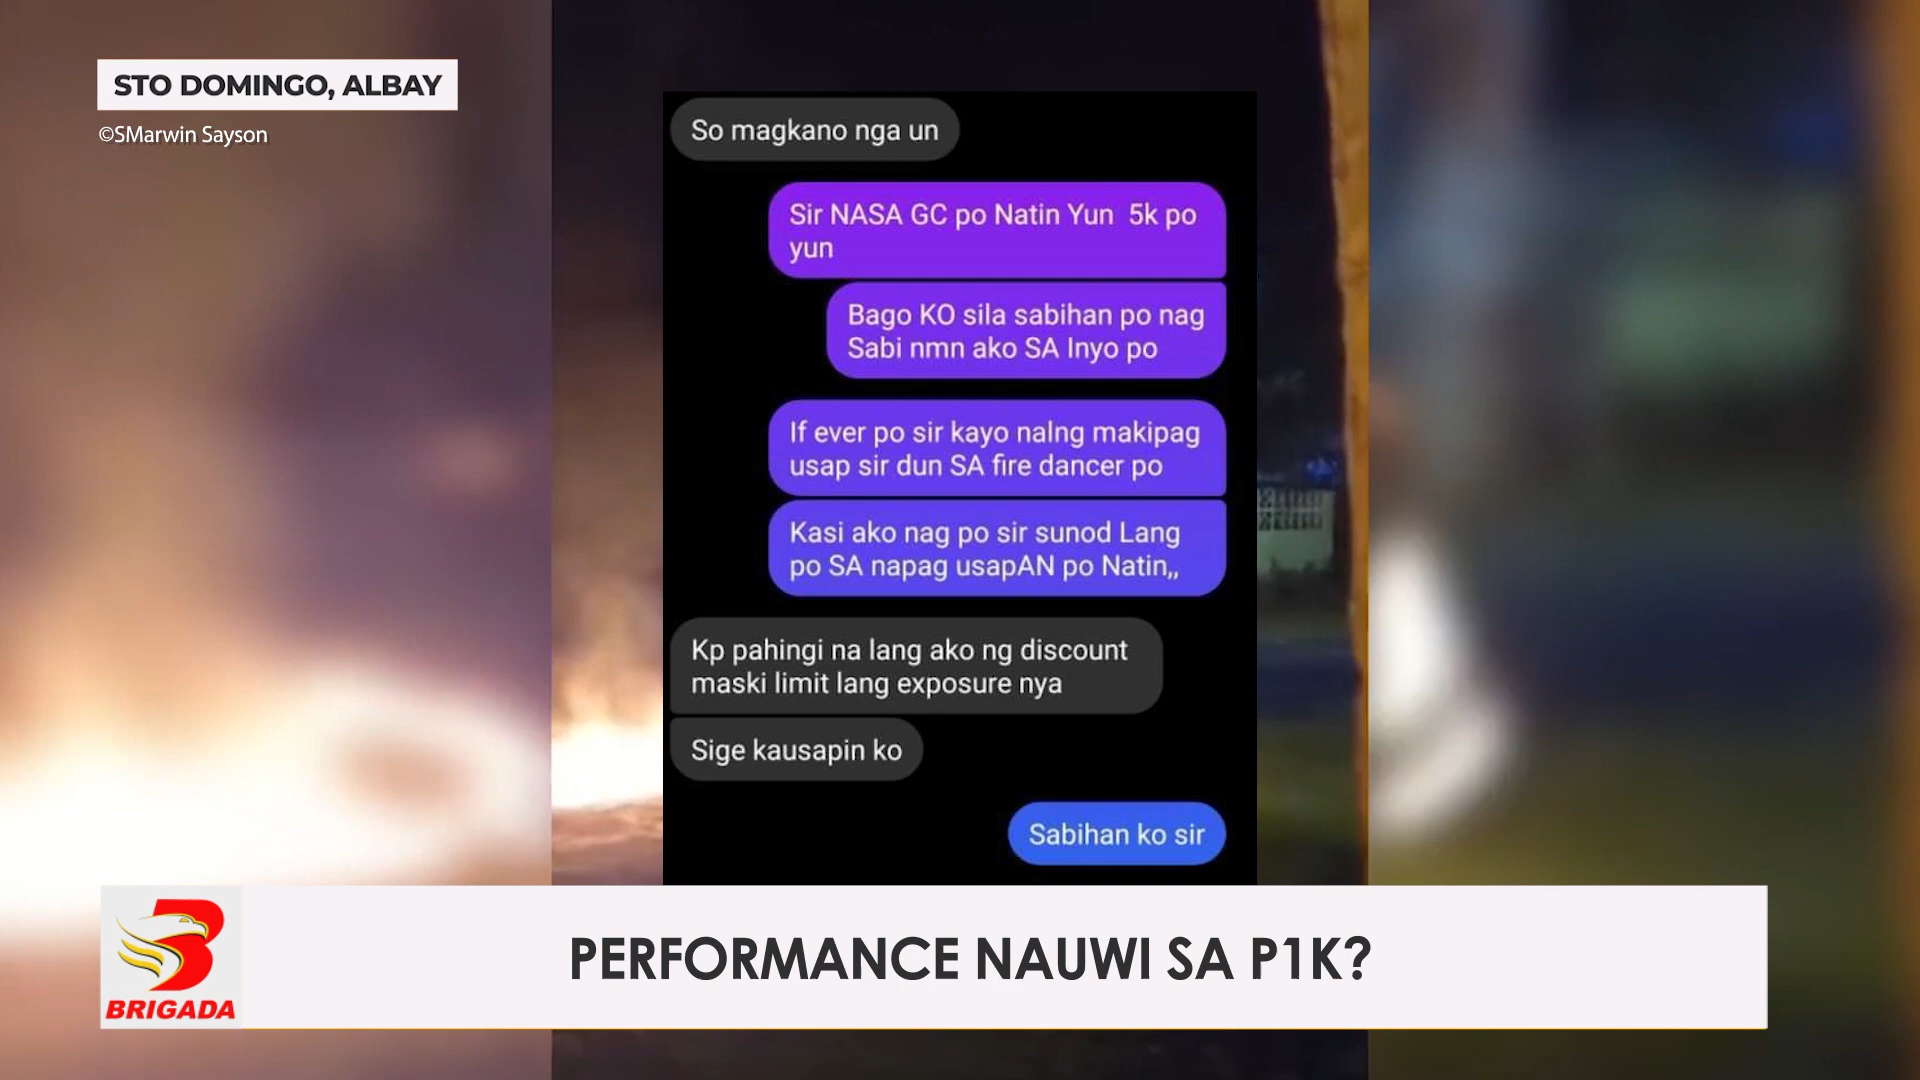 STO DOMINGO, ALBAY
©SMarwin Sayson
So magkano nga un
Sir NASA GC po Natin Yun 5k po
yun
Bago KO sila sabihan po nag
Sabi nmn ako SA Inyo po
If ever po sir kayo nalng makipag
usap sir dun SA fire dancer po
Kasi ako nag po sir sunod Lang
po SA napag usapAN po Natin,,
Kp pahingi na lang ako ng discount
maski limit lang exposure nya
Sige kausapin ko
Sabihan ko sir
BRIGADA
PERFORMANCE NAUWI SA P1K?